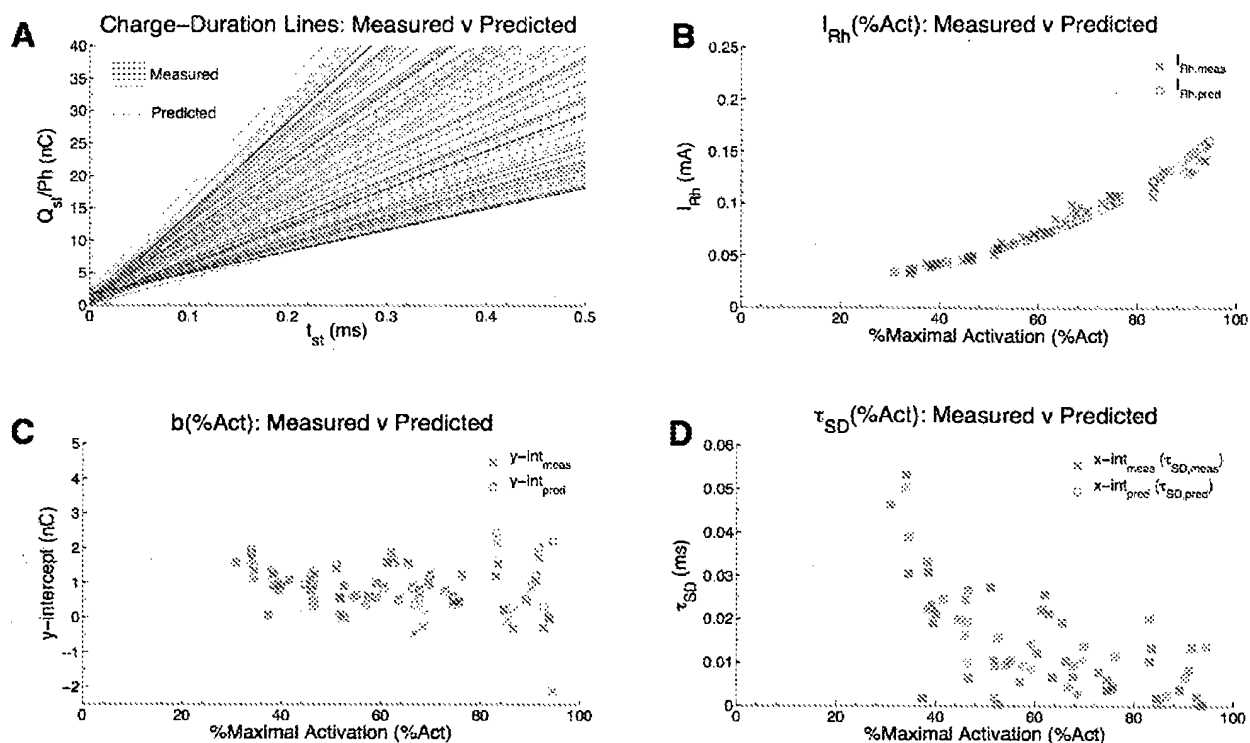 A
Charge–Duration Lines: Measured v Predicted
40
35
30
25
20
15
10
5
0
Q_st/Ph (nC)
Measured
Predicted
0
0.1
0.2
0.3
0.4
0.5
t_st (ms)
B
I_Rh(%Act): Measured v Predicted
0.25
0.2
0.15
0.1
0.05
0
I_Rh (mA)
I_Rh,meas
I_Rh,pred
0
20
40
60
80
100
%Maximal Activation (%Act)
C
b(%Act): Measured v Predicted
5
4
3
2
1
0
−1
−2
y−intercept (nC)
y−int_meas
y−int_pred
0
20
40
60
80
100
%Maximal Activation (%Act)
D
τ_SD(%Act): Measured v Predicted
0.06
0.05
0.04
0.03
0.02
0.01
0
τ_SD (ms)
x−int_meas (τ_SD,meas)
x−int_pred (τ_SD,pred)
0
20
40
60
80
100
%Maximal Activation (%Act)